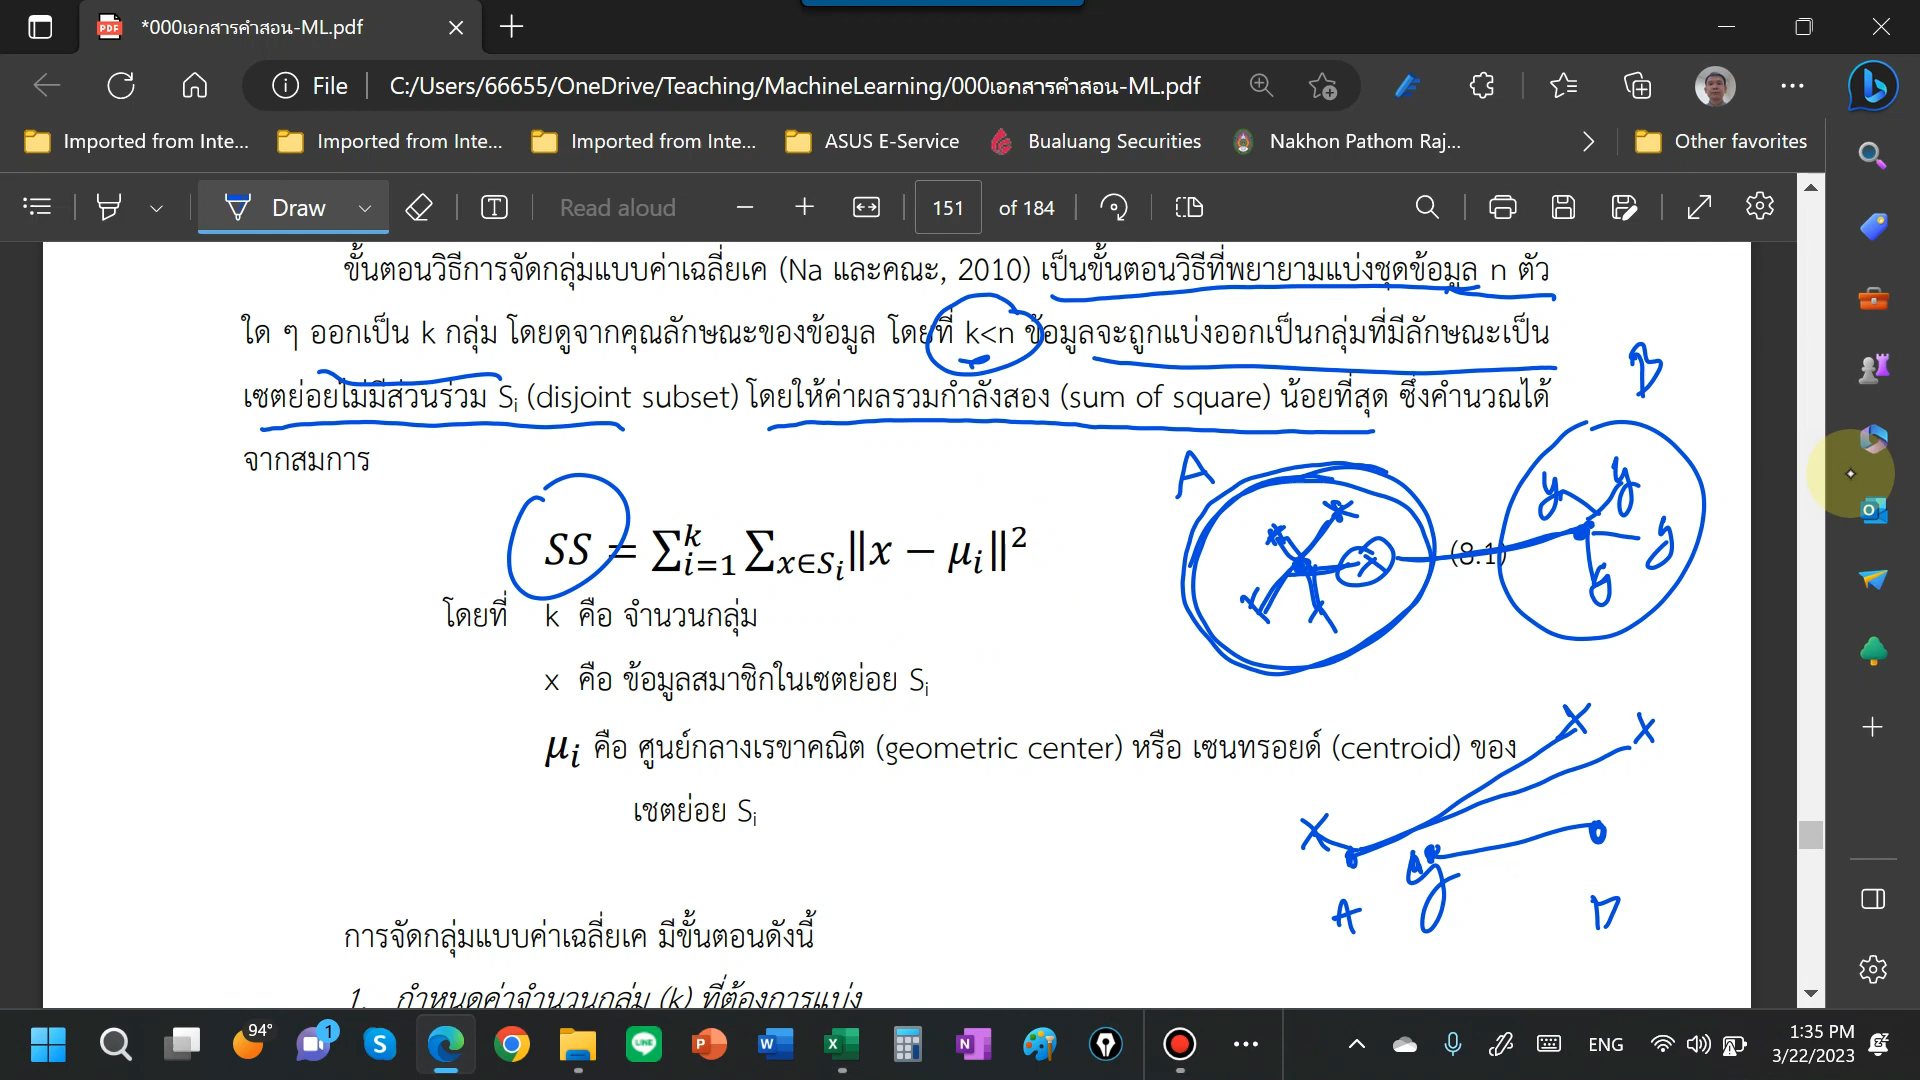 *000เอกสารคำสอน-ML.pdf
File
C:/Users/66655/OneDrive/Teaching/MachineLearning/000เอกสารคำสอน-ML.pdf
Imported from Inte...
Imported from Inte...
Imported from Inte...
ASUS E-Service
Bualuang Securities
Nakhon Pathom Raj...
Other favorites
Draw
Read aloud
151 of 184
ขั้นตอนวิธีการจัดกลุ่มแบบค่าเฉลี่ยเค (Na และคณะ, 2010) เป็นขั้นตอนวิธีที่พยายามแบ่งชุดข้อมูล n ตัว
ใด ๆ ออกเป็น k กลุ่ม โดยดูจากคุณลักษณะของข้อมูล โดยที่ k<n ข้อมูลจะถูกแบ่งออกเป็นกลุ่มที่มีลักษณะเป็น
เซตย่อยไม่มีส่วนร่วม Si (disjoint subset) โดยให้ค่าผลรวมกำลังสอง (sum of square) น้อยที่สุด ซึ่งคำนวณได้
จากสมการ
B
A
y y
y
y
x x
x
x x
SS = ∑_{i=1}^{k} ∑_{x∈S_i} ‖x − μ_i‖² (8.1)
โดยที่ k คือ จำนวนกลุ่ม
x คือ ข้อมูลสมาชิกในเซตย่อย Si
μi คือ ศูนย์กลางเรขาคณิต (geometric center) หรือ เซนทรอยด์ (centroid) ของ
เชตย่อย Si
X X
X
y
A
การจัดกลุ่มแบบค่าเฉลี่ยเค มีขั้นตอนดังนี้
1. กำหนดค่าจำนวนกลุ่ม (k) ที่ต้องการแบ่ง
94°
1
ENG
1:35 PM
3/22/2023